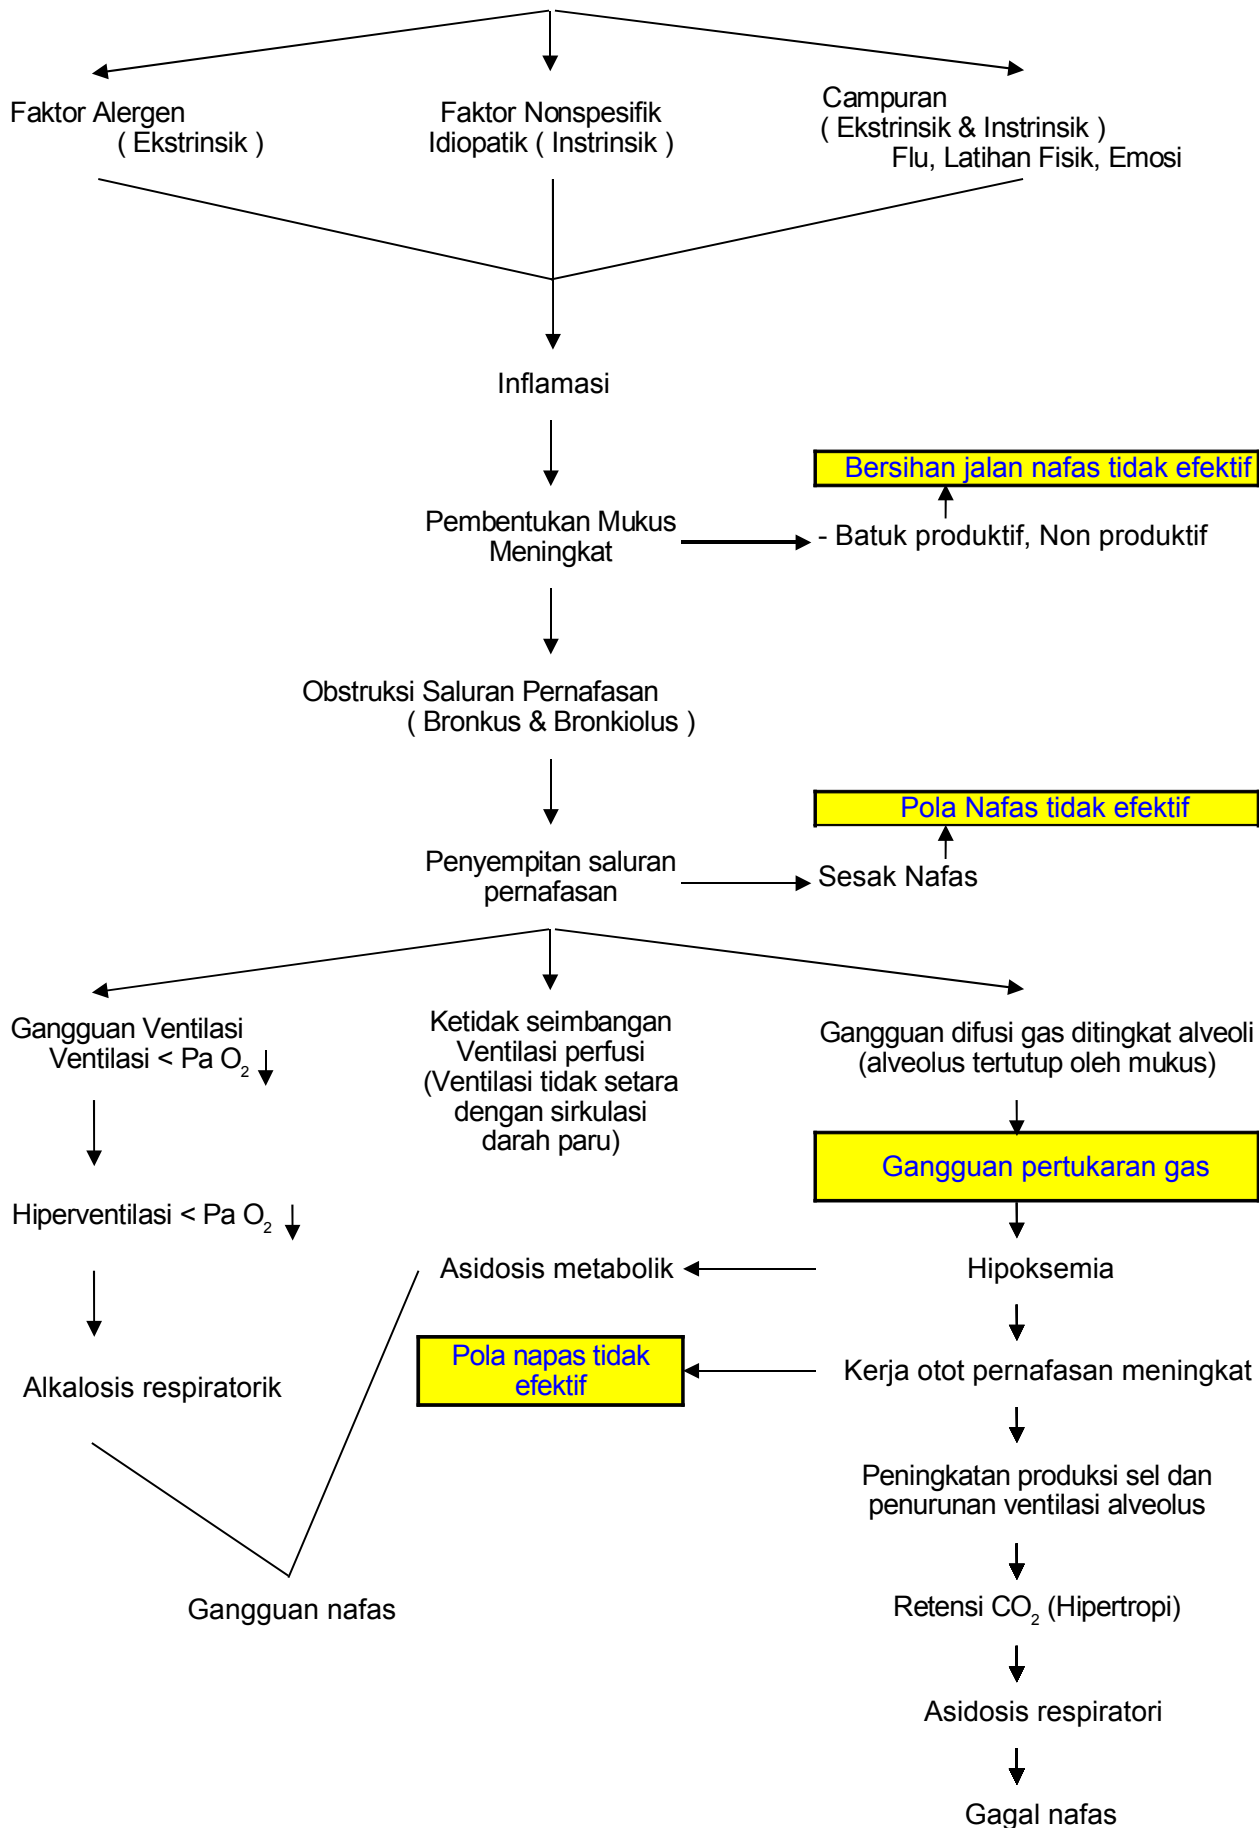 Faktor Alergen
( Ekstrinsik )
Faktor Nonspesifik
Idiopatik ( Instrinsik )
Campuran
( Ekstrinsik & Instrinsik )
Flu, Latihan Fisik, Emosi
Inflamasi
Bersihan jalan nafas tidak efektif
Pembentukan Mukus
Meningkat
- Batuk produktif, Non produktif
Obstruksi Saluran Pernafasan
( Bronkus & Bronkiolus )
Pola Nafas tidak efektif
Penyempitan saluran
pernafasan
Sesak Nafas
Gangguan Ventilasi
Ventilasi < Pa O₂ ↓
Ketidak seimbangan
Ventilasi perfusi
(Ventilasi tidak setara
dengan sirkulasi
darah paru)
Gangguan difusi gas ditingkat alveoli
(alveolus tertutup oleh mukus)
Gangguan pertukaran gas
Hiperventilasi < Pa O₂ ↓
Asidosis metabolik
Hipoksemia
Alkalosis respiratorik
Pola napas tidak
efektif
Kerja otot pernafasan meningkat
Peningkatan produksi sel dan
penurunan ventilasi alveolus
Gangguan nafas
Retensi CO₂ (Hipertropi)
Asidosis respiratori
Gagal nafas